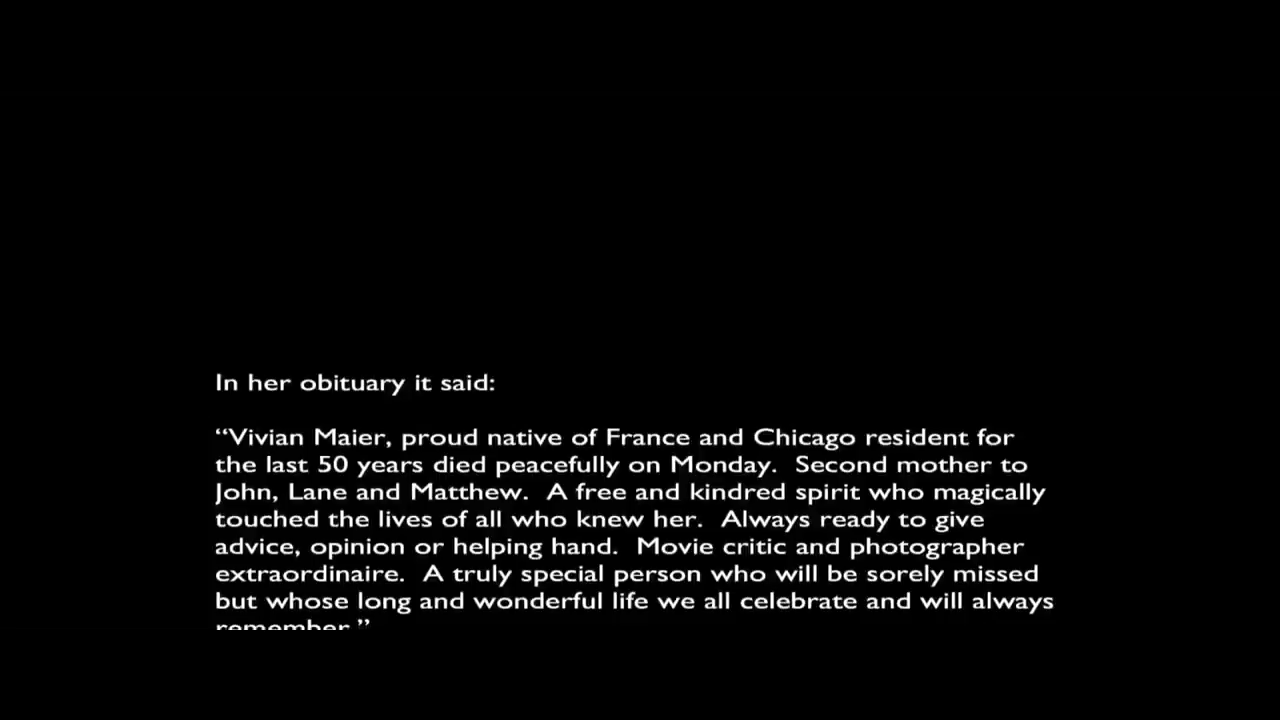 In her obituary it said:
“Vivian Maier, proud native of France and Chicago resident for
the last 50 years died peacefully on Monday.  Second mother to
John, Lane and Matthew.  A free and kindred spirit who magically
touched the lives of all who knew her.  Always ready to give
advice, opinion or helping hand.  Movie critic and photographer
extraordinaire.  A truly special person who will be sorely missed
but whose long and wonderful life we all celebrate and will always
remember.”